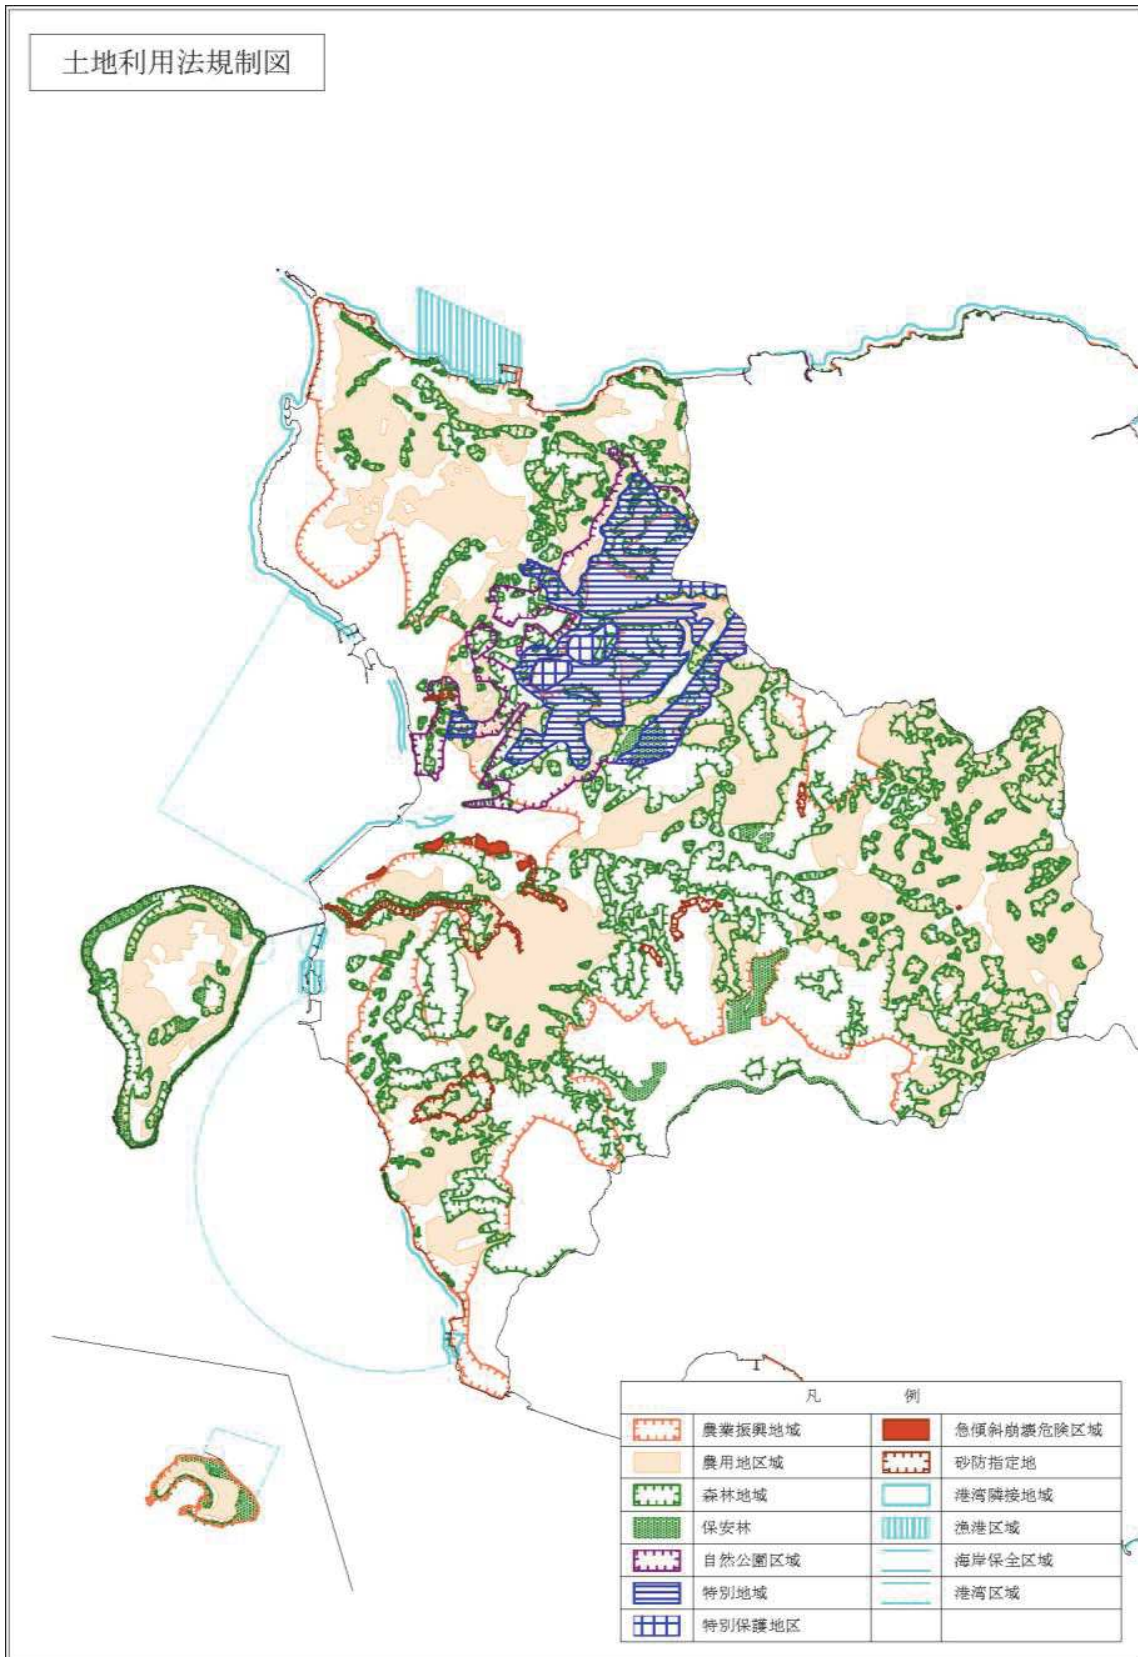 土地利用法規制図
凡 例
農業振興地域 急傾斜崩壊危険区域
農用地区域 砂防指定地
森林地域 港湾隣接地域
保安林 漁港区域
自然公園区域 海岸保全区域
特別地域 港湾区域
特別保護地区